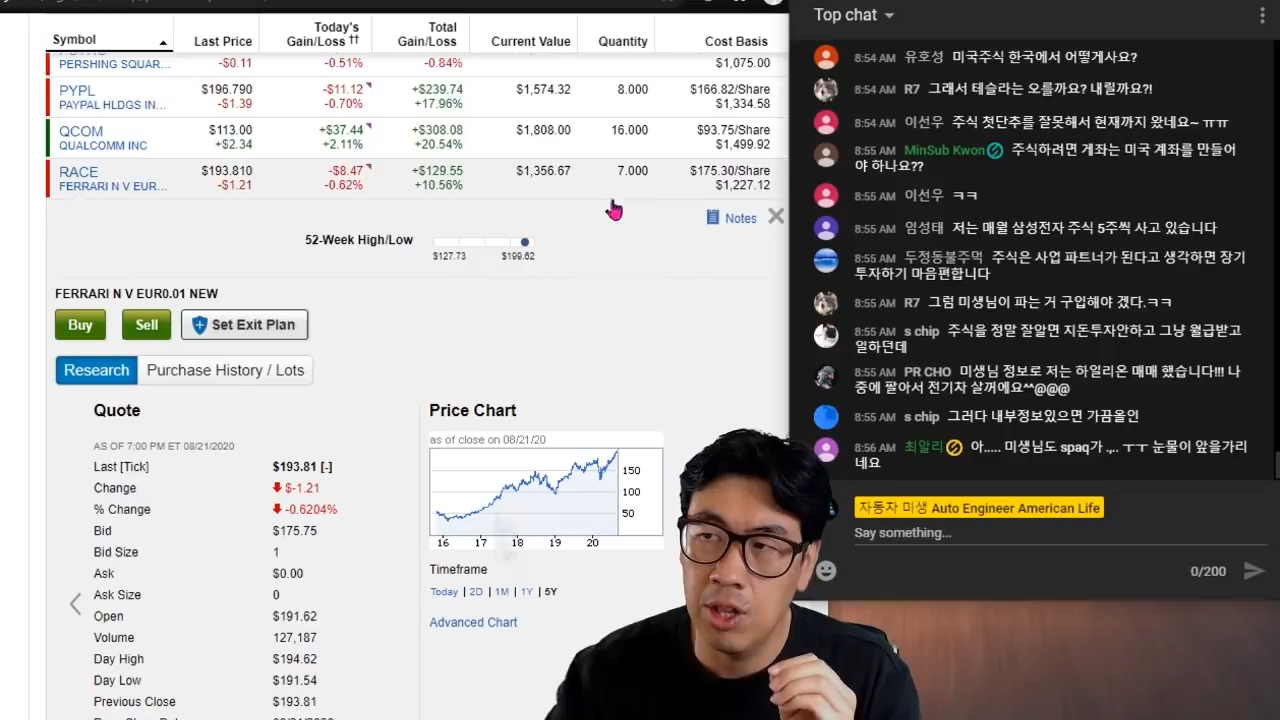 Symbol
Last Price
Today's
Gain/Loss ††
Total
Gain/Loss
Current Value
Quantity
Cost Basis
PERSHING SQUAR...
-$0.11
-0.51%
-0.84%
$1,075.00
PYPL
$196.790
-$11.12
+$239.74
$1,574.32
8.000
$166.82/Share
PAYPAL HLDGS IN...
-$1.39
-0.70%
+17.96%
$1,334.58
QCOM
$113.00
+$37.44
+$308.08
$1,808.00
16.000
$93.75/Share
QUALCOMM INC
+$2.34
+2.11%
+20.54%
$1,499.92
RACE
$193.810
-$8.47
+$129.55
$1,356.67
7.000
$175.30/Share
FERRARI N V EUR...
-$1.21
-0.62%
+10.56%
$1,227.12
Notes
52-Week High/Low
$127.73
$199.62
FERRARI N V EUR0.01 NEW
Buy
Sell
Set Exit Plan
Research
Purchase History / Lots
Quote
AS OF 7:00 PM ET 08/21/2020
Last [Tick] $193.81 [-]
Change $-1.21
% Change -0.6204%
Bid $175.75
Bid Size 1
Ask $0.00
Ask Size 0
Open $191.62
Volume 127,187
Day High $194.62
Day Low $191.54
Previous Close $193.81
Price Chart
as of close on 08/21/20
150
100
50
16 17 18 19 20
Timeframe
Today | 2D | 1M | 1Y | 5Y
Advanced Chart
Top chat
8:54 AM 유호성 미국주식 한국에서 어떻게사요?
8:54 AM R7 그래서 테슬라는 오를까요? 내릴까요?!
8:54 AM 이선우 주식 첫단추를 잘못해서 현재까지 왔네요~ ㅠㅠ
8:55 AM MinSub Kwon 주식하려면 계좌는 미국 계좌를 만들어
야 하나요??
8:55 AM 이선우 ㅋㅋ
8:55 AM 임성태 저는 매월 삼성전자 주식 5주씩 사고 있습니다
8:55 AM 두정동불주먹 주식은 사업 파트너가 된다고 생각하면 장기
투자하기 마음편합니다
8:55 AM R7 그럼 미생님이 파는 거 구입해야 겠다.ㅋㅋ
8:55 AM s chip 주식을 정말 잘알면 지돈투자안하고 그냥 월급받고
일하던데
8:55 AM PR CHO 미생님 정보로 저는 하일리온 매매 했습니다!!! 나
중에 팔아서 전기차 살꺼에요^^@@@
8:55 AM s chip 그러다 내부정보있으면 가끔올인
8:56 AM 최알리 아..... 미생님도 spaq가 .,.. ㅠㅠ 눈물이 앞을가리
네요
자동차 미생 Auto Engineer American Life
Say something...
0/200